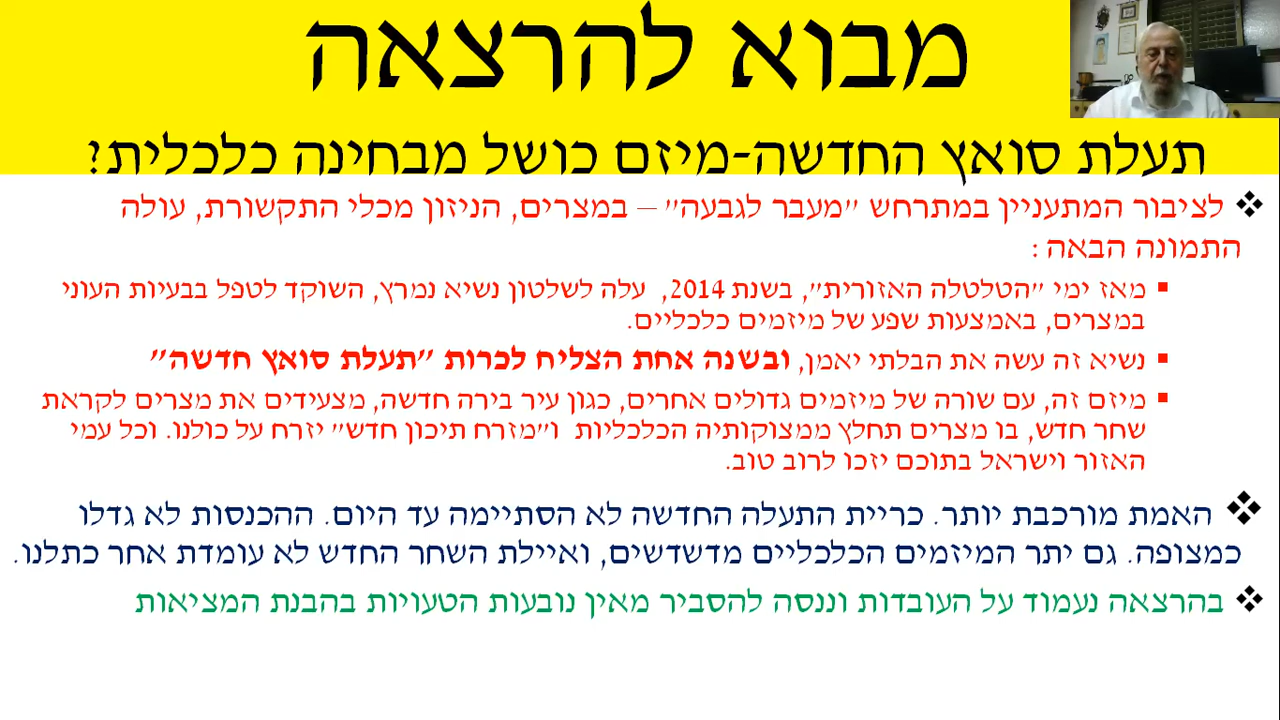 מבוא להרצאה
תעלת סואץ החדשה-מיזם כושל מבחינה כלכלית?
לציבור המתעניין במתרחש "מעבר לגבעה" – במצרים, הניזון מכלי התקשורת, עולה
התמונה הבאה :
מאז ימי "הטלטלה האזורית", בשנת 2014, עלה לשלטון נשיא נמרץ, השוקד לטפל בבעיות העוני
במצרים, באמצעות שפע של מיזמים כלכליים.
נשיא זה עשה את הבלתי יאמן, ובשנה אחת הצליח לכרות "תעלת סואץ חדשה"
מיזם זה, עם שורה של מיזמים גדולים אחרים, כגון עיר בירה חדשה, מצעידים את מצרים לקראת
שחר חדש, בו מצרים תחלץ ממצוקותיה הכלכליות ו"מזרח תיכון חדש" יזרח על כולנו. וכל עמי
האזור וישראל בתוכם יזכו לרוב טוב.
האמת מורכבת יותר. כריית התעלה החדשה לא הסתיימה עד היום. ההכנסות לא גדלו
כמצופה. גם יתר המיזמים הכלכליים מדשדשים, ואיילת השחר החדש לא עומדת אחר כתלנו.
בהרצאה נעמוד על העובדות וננסה להסביר מאין נובעות הטעויות בהבנת המציאות